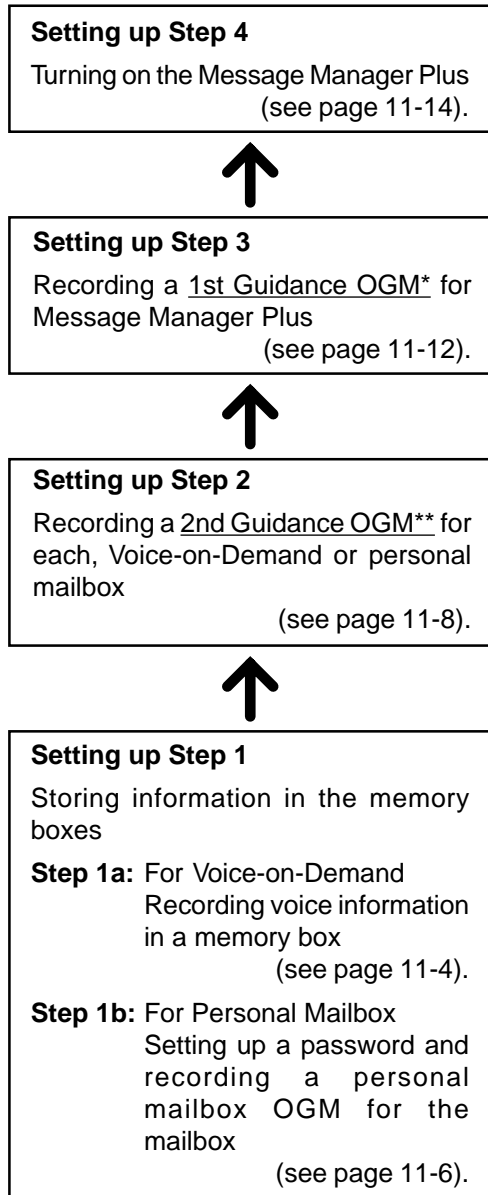 Setting up Step 4
Turning on the Message Manager Plus
(see page 11-14).
Setting up Step 3
Recording a 1st Guidance OGM* for
Message Manager Plus
(see page 11-12).
Setting up Step 2
Recording a 2nd Guidance OGM** for
each, Voice-on-Demand or personal
mailbox
(see page 11-8).
Setting up Step 1
Storing information in the memory
boxes
Step 1a: For Voice-on-Demand
Recording voice information
in a memory box
(see page 11-4).
Step 1b: For Personal Mailbox
Setting up a password and
recording a personal
mailbox OGM for the
mailbox
(see page 11-6).